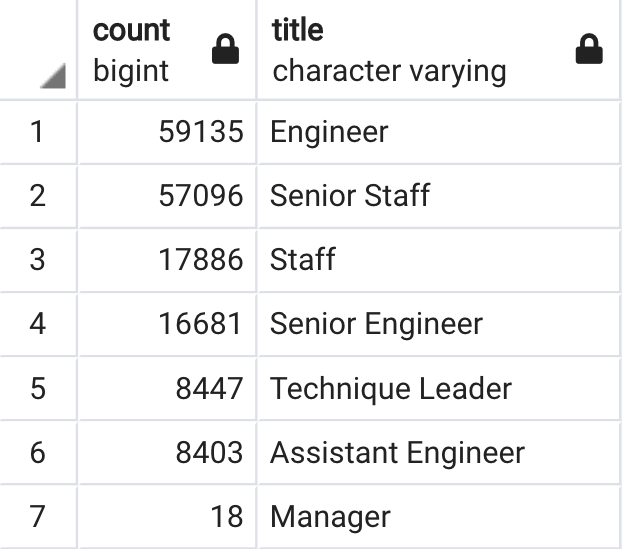 count title
bigint character varying
1 59135 Engineer
2 57096 Senior Staff
3 17886 Staff
4 16681 Senior Engineer
5 8447 Technique Leader
6 8403 Assistant Engineer
7 18 Manager